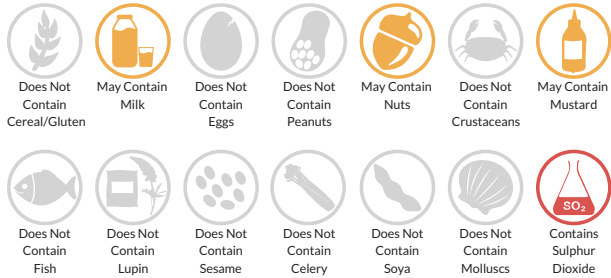 Does Not
Contain
Cereal/Gluten
May Contain
Milk
Does Not
Contain
Eggs
Does Not
Contain
Peanuts
May Contain
Nuts
Does Not
Contain
Crustaceans
May Contain
Mustard
Does Not
Contain
Fish
Does Not
Contain
Lupin
Does Not
Contain
Sesame
Does Not
Contain
Celery
Does Not
Contain
Soya
Does Not
Contain
Molluscs
SO₂
Contains
Sulphur
Dioxide